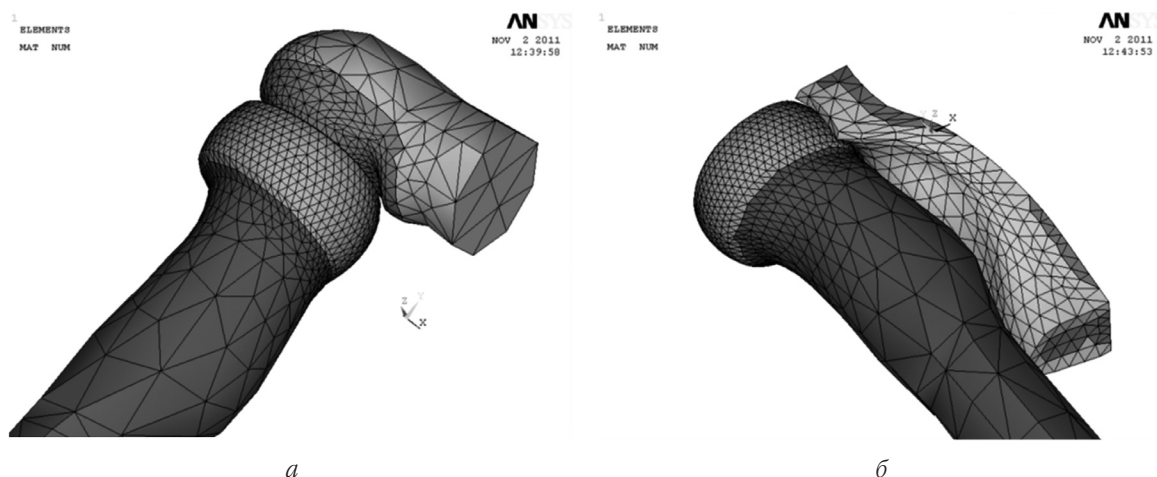 1
ELEMENTS
MAT NUM
ANSYS
NOV 2 2011
12:39:58
Z
Y
X
а
1
ELEMENTS
MAT NUM
ANSYS
NOV 2 2011
12:43:53
Y
Z
X
б